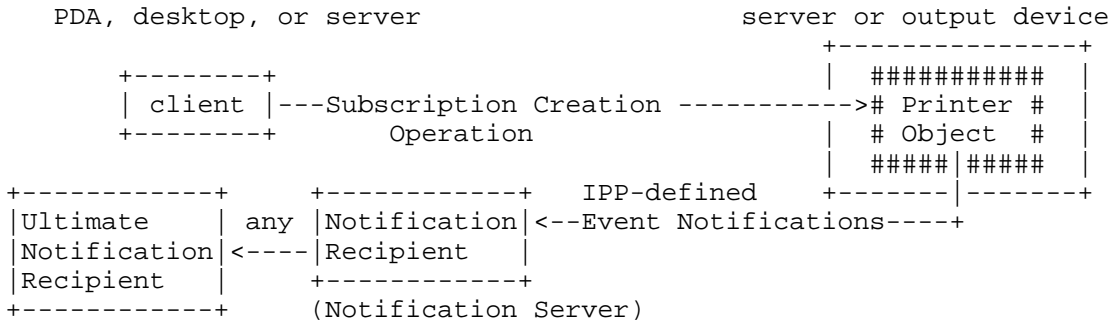 PDA, desktop, or server                      server or output device
                                                     +---------------+
       +--------+                                    |  ###########  |
       | client |---Subscription Creation -----------># Printer #  |
       +--------+       Operation                    |  # Object  #  |
                                                     |  #####|#####  |
+------------+     +------------+   IPP-defined      +-------|-------+
|Ultimate    | any |Notification|<--Event Notifications----+
|Notification|<----|Recipient   |
|Recipient   |     +------------+
+------------+     (Notification Server)